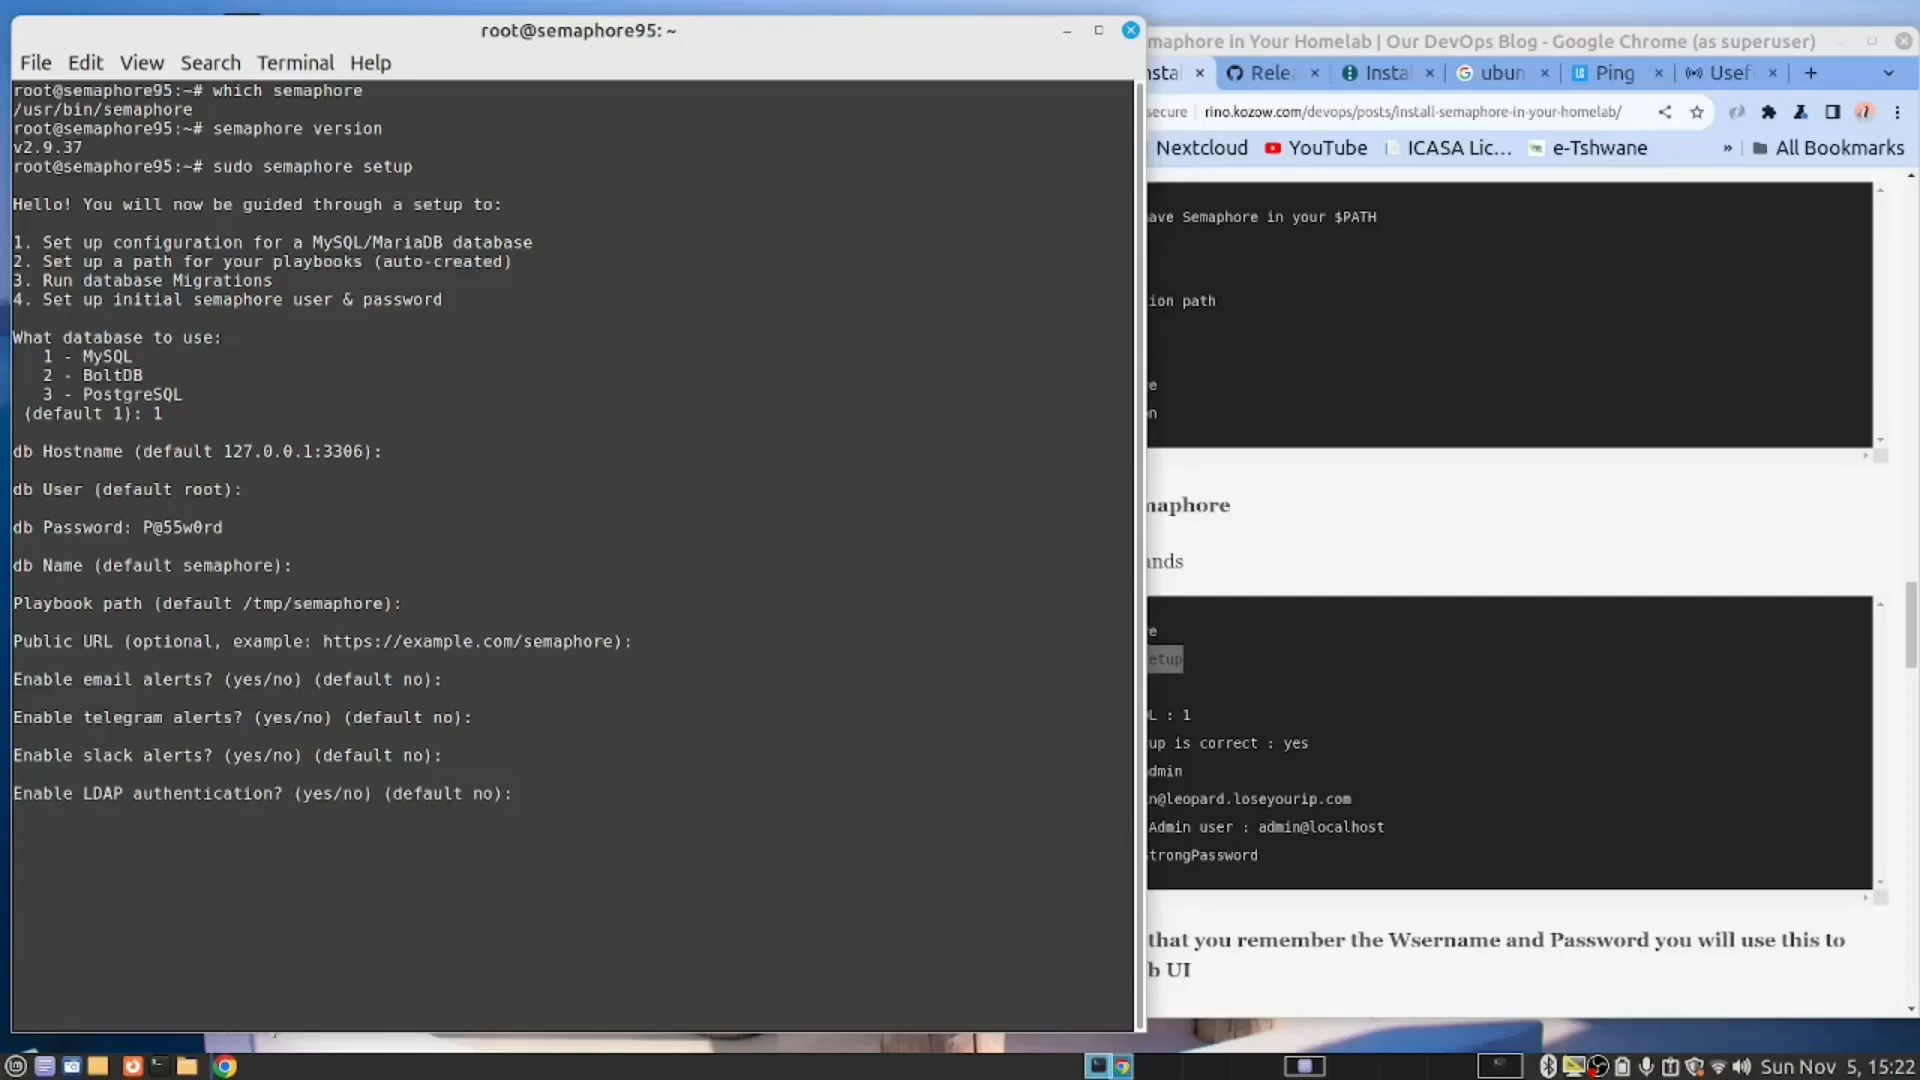 root@semaphore95: ~
File Edit View Search Terminal Help
root@semaphore95:~# which semaphore
/usr/bin/semaphore
root@semaphore95:~# semaphore version
v2.9.37
root@semaphore95:~# sudo semaphore setup
Hello! You will now be guided through a setup to:
1. Set up configuration for a MySQL/MariaDB database
2. Set up a path for your playbooks (auto-created)
3. Run database Migrations
4. Set up initial semaphore user & password
What database to use:
1 - MySQL
2 - BoltDB
3 - PostgreSQL
(default 1): 1
db Hostname (default 127.0.0.1:3306):
db User (default root):
db Password: P@55w0rd
db Name (default semaphore):
Playbook path (default /tmp/semaphore):
Public URL (optional, example: https://example.com/semaphore):
Enable email alerts? (yes/no) (default no):
Enable telegram alerts? (yes/no) (default no):
Enable slack alerts? (yes/no) (default no):
Enable LDAP authentication? (yes/no) (default no):
maphore in Your Homelab | Our DevOps Blog - Google Chrome (as superuser)
nstal Relea Instal ubun Ping Usef
secure rino.kozow.com/devops/posts/install-semaphore-in-your-homelab/
Nextcloud YouTube ICASA Lic... e-Tshwane » All Bookmarks
ave Semaphore in your $PATH
ion path
e
n
maphore
ands
e
etup
L : 1
up is correct : yes
dmin
n@leopard.loseyourip.com
Admin user : admin@localhost
trongPassword
that you remember the Wsername and Password you will use this to
b UI
Sun Nov 5, 15:22